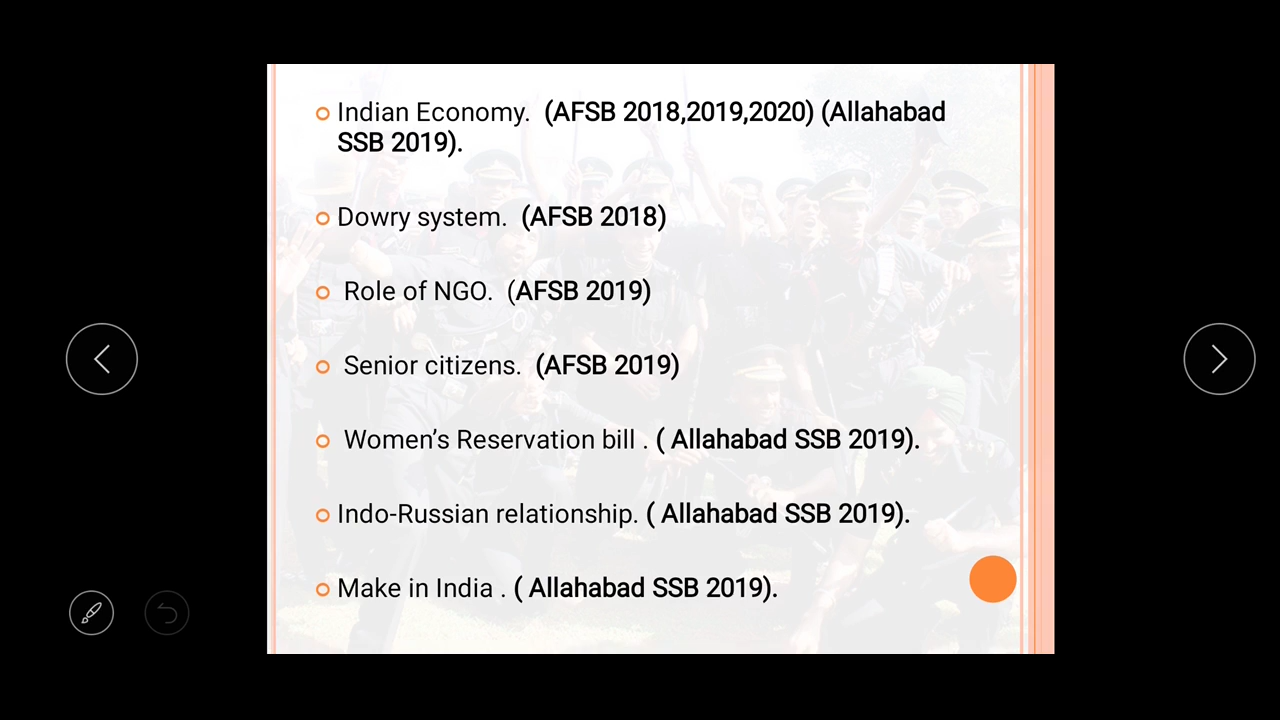 Indian Economy.  (AFSB 2018,2019,2020) (Allahabad
SSB 2019).
Dowry system.  (AFSB 2018)
Role of NGO.  (AFSB 2019)
Senior citizens.  (AFSB 2019)
Women’s Reservation bill . ( Allahabad SSB 2019).
Indo-Russian relationship. ( Allahabad SSB 2019).
Make in India . ( Allahabad SSB 2019).